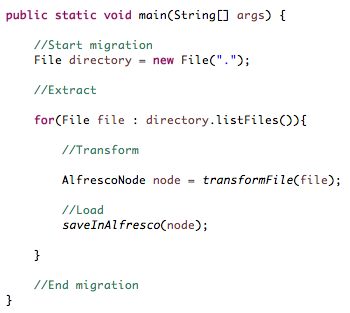 public static void main(String[] args) {
//Start migration
File directory = new File(".");
//Extract
for(File file : directory.listFiles()){
//Transform
AlfrescoNode node = transformFile(file);
//Load
saveInAlfresco(node);
}
//End migration
}